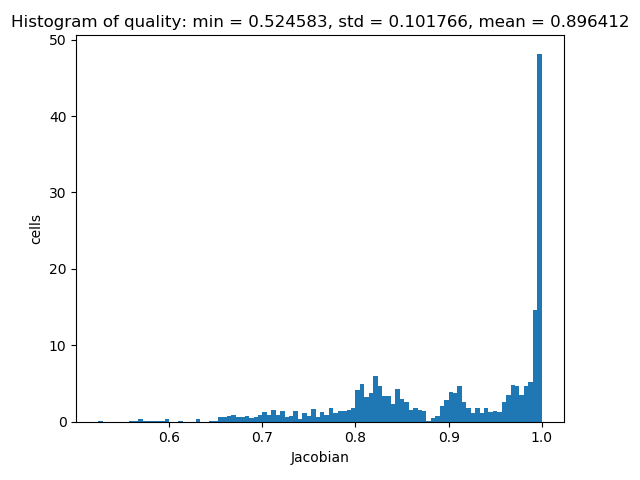 Histogram of quality: min = 0.524583, std = 0.101766, mean = 0.896412
50
40
30
20
10
0
cells
0.6 0.7 0.8 0.9 1.0
Jacobian